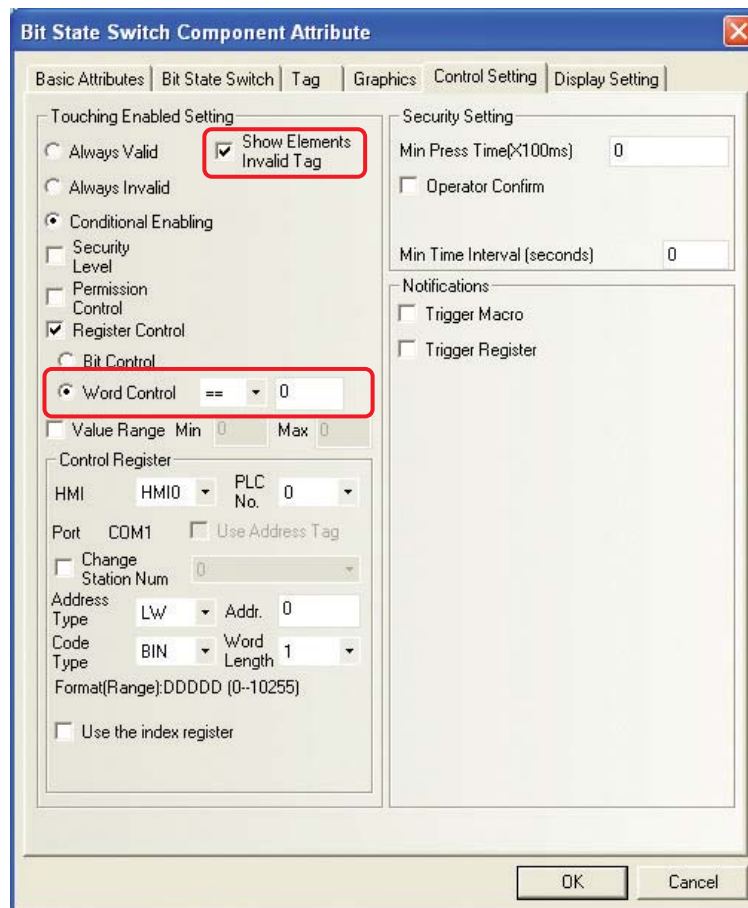 Bit State Switch Component Attribute
Basic Attributes Bit State Switch Tag Graphics Control Setting Display Setting
Touching Enabled Setting
Always Valid
Show Elements
Invalid Tag
Always Invalid
Conditional Enabling
Security
Level
Permission
Control
Register Control
Bit Control
Word Control == 0
Value Range Min 0 Max 0
Control Register
HMI HMI0 PLC
No. 0
Port COM1 Use Address Tag
Change
Station Num 0
Address
Type LW Addr. 0
Code
Type BIN Word
Length 1
Format(Range):DDDDD (0--10255)
Use the index register
Security Setting
Min Press Time(X100ms) 0
Operator Confirm
Min Time Interval (seconds) 0
Notifications
Trigger Macro
Trigger Register
OK Cancel